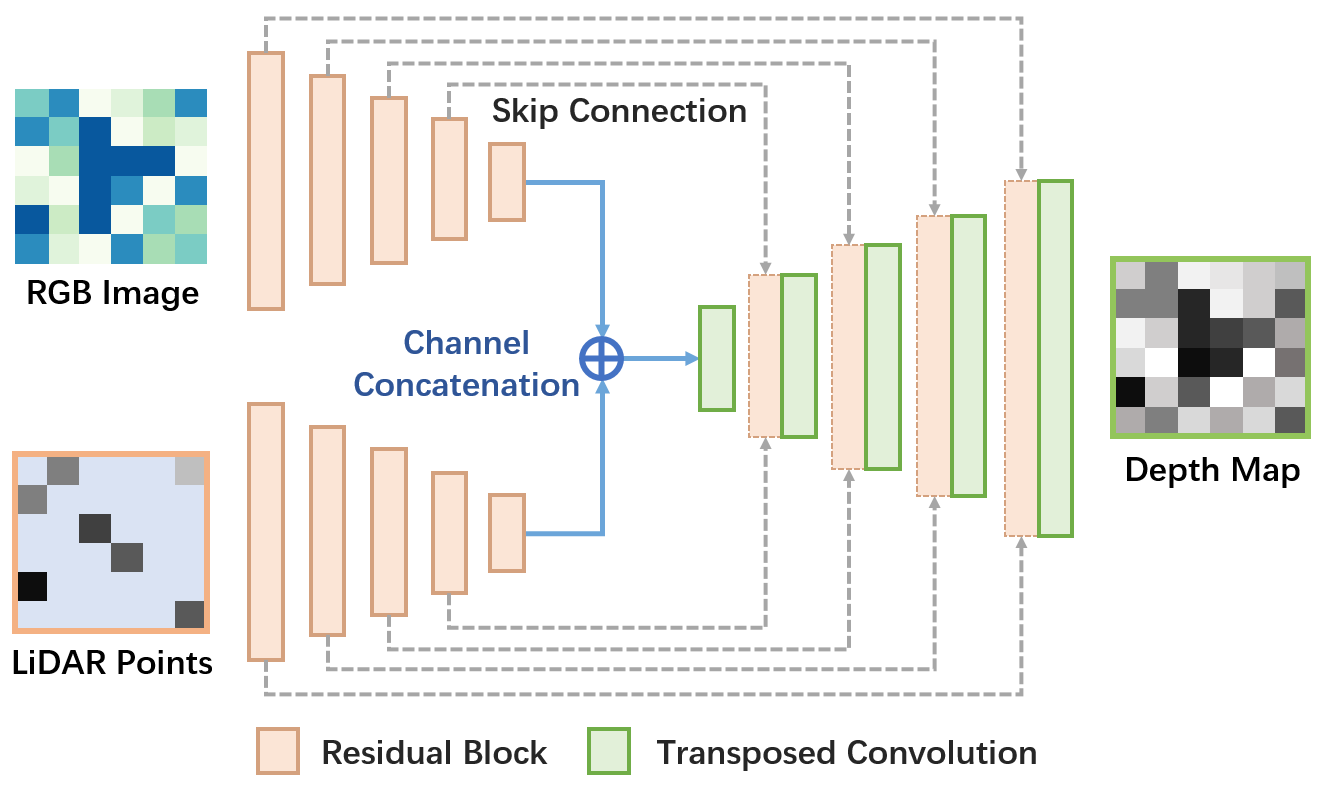 Skip Connection
RGB Image
Channel
Concatenation
Depth Map
LiDAR Points
Residual Block
Transposed Convolution